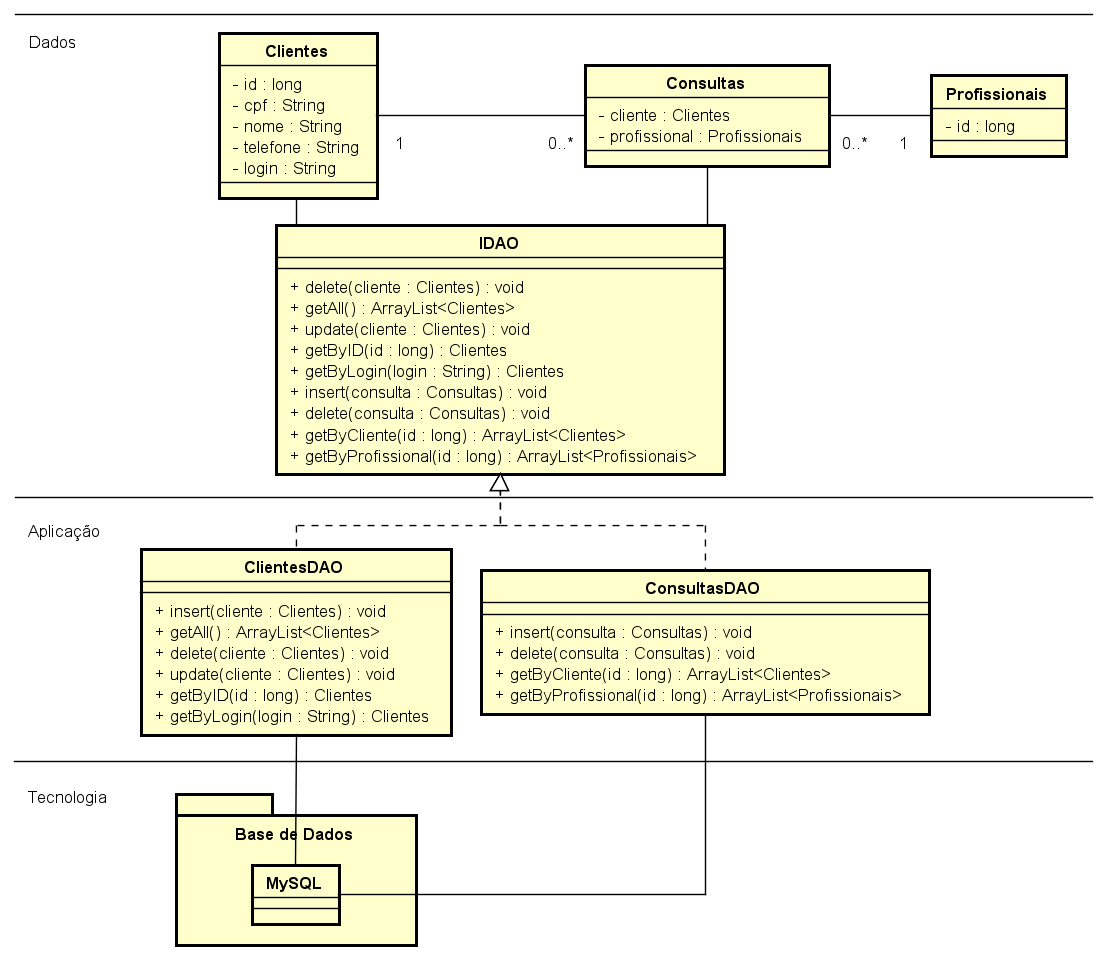 Dados
Clientes
- id : long
- cpf : String
- nome : String
- telefone : String
- login : String
1
0..*
Consultas
- cliente : Clientes
- profissional : Profissionais
0..*
1
Profissionais
- id : long
IDAO
+ delete(cliente : Clientes) : void
+ getAll() : ArrayList<Clientes>
+ update(cliente : Clientes) : void
+ getByID(id : long) : Clientes
+ getByLogin(login : String) : Clientes
+ insert(consulta : Consultas) : void
+ delete(consulta : Consultas) : void
+ getByCliente(id : long) : ArrayList<Clientes>
+ getByProfissional(id : long) : ArrayList<Profissionais>
Aplicação
ClientesDAO
+ insert(cliente : Clientes) : void
+ getAll() : ArrayList<Clientes>
+ delete(cliente : Clientes) : void
+ update(cliente : Clientes) : void
+ getByID(id : long) : Clientes
+ getByLogin(login : String) : Clientes
ConsultasDAO
+ insert(consulta : Consultas) : void
+ delete(consulta : Consultas) : void
+ getByCliente(id : long) : ArrayList<Clientes>
+ getByProfissional(id : long) : ArrayList<Profissionais>
Tecnologia
Base de Dados
MySQL